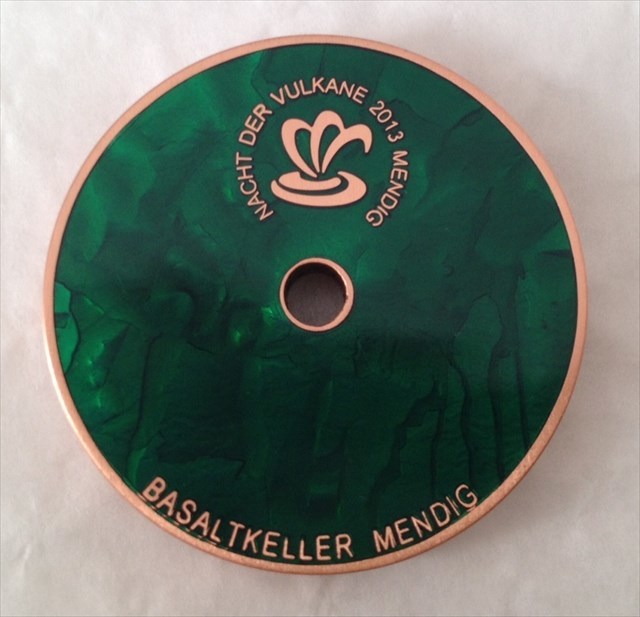 NACHT DER VULKANE 2013 MENDIG
BASALTKELLER MENDIG